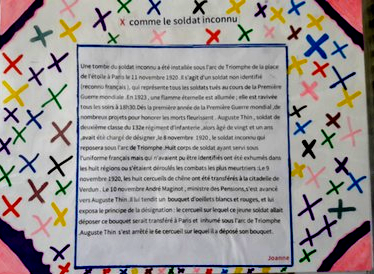 X comme le soldat inconnu
Une tombe du soldat inconnu a été installée sous l'arc de Triomphe de la place
de l'étoile à Paris le 11 novembre 1920. Il s'agit d'un soldat non identifié
(reconnu français), qui représente tous les soldats tués au cours de la Première
Guerre mondiale. En 1923, une flamme éternelle est allumée ; elle est ravivée
tous les soirs à 18h30. Dès la première année de la Première Guerre mondiale, de
nombreux projets pour honorer les morts fleurissent. Auguste Thin, soldat de
deuxième classe du 132e régiment d'infanterie, alors âgé de vingt et un ans
,avait été chargé de désigner, le 8 novembre 1920, le soldat inconnu qui
reposera sous l'arc de Triomphe. Huit corps de soldat ayant servi sous
l'uniforme français mais qui n'avaient pu être identifiés ont été exhumés dans
les huit régions où s'étaient déroulés les combats les plus meurtriers. Le 9
novembre 1920, les huit cercueils de chêne ont été transférés à la citadelle de
Verdun. Le 10 novembre André Maginot, ministre des Pensions, s'est avancé
vers Auguste Thin. Il lui tendit un bouquet d'œillets blancs et rouges, et lui
exposa le principe de la désignation : le cercueil sur lequel ce jeune soldat allait
déposer ce bouquet serait transféré à Paris et inhumé sous l'arc de Triomphe
.Auguste Thin s'est arrêté le 6e cercueil sur lequel il a déposé son bouquet.
Joanne